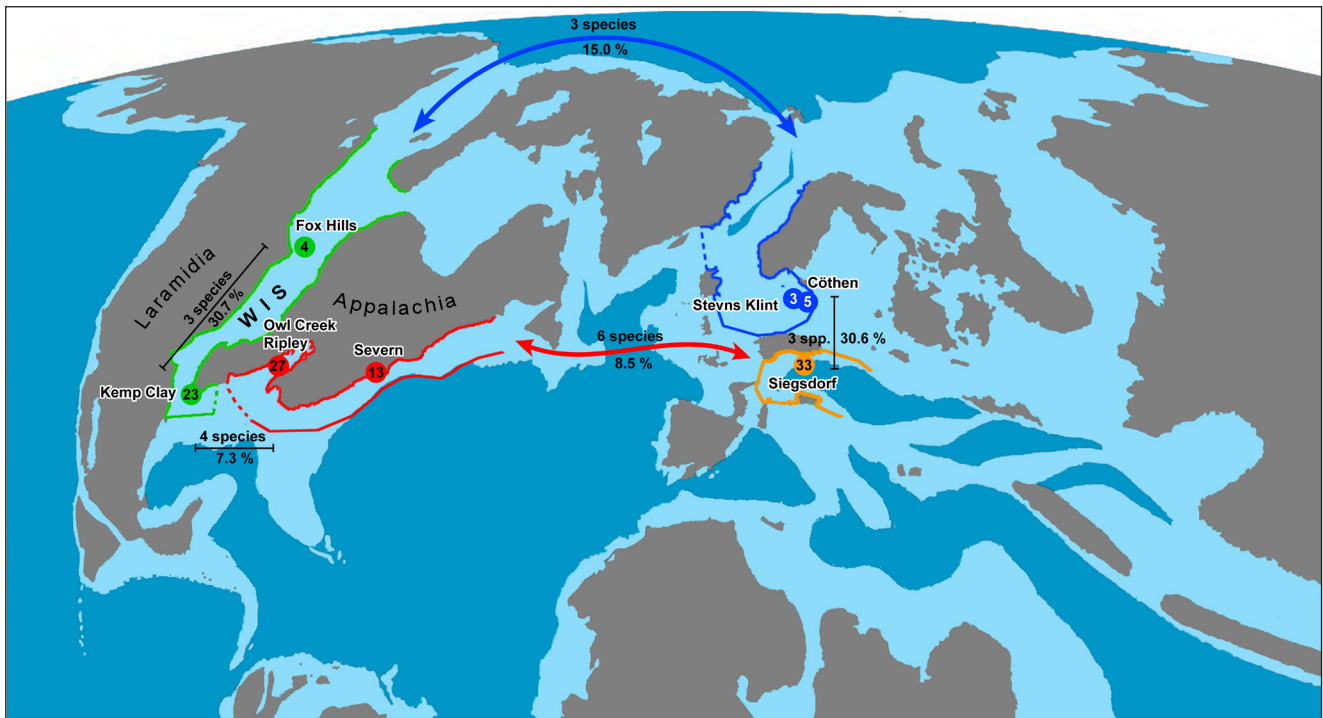 3 species
15.0 %
Fox Hills
4
Laramidia
3 species
30.7 %
WIS
Appalachia
Owl Creek
Ripley
27
Severn
13
Kemp Clay
23
4 species
7.3 %
6 species
8.5 %
Cöthen
Stevns Klint
3
5
3 spp.
30.6 %
33
Siegsdorf